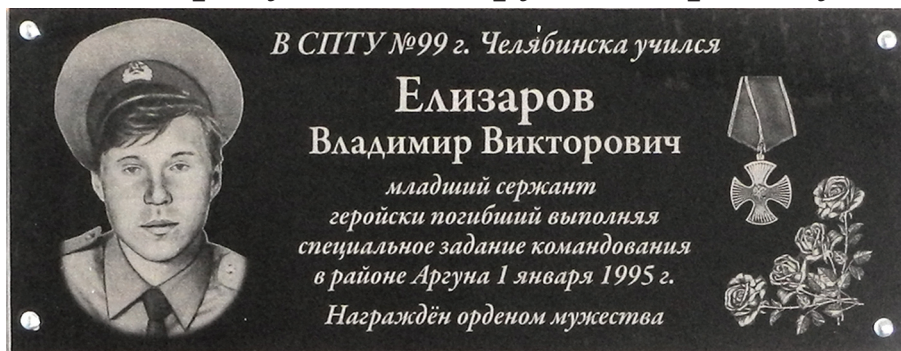 В СПТУ №99 г. Челябинска учился
Елизаров
Владимир Викторович
младший сержант
геройски погибший выполняя
специальное задание командования
в районе Аргуна 1 января 1995 г.
Награждён орденом мужества